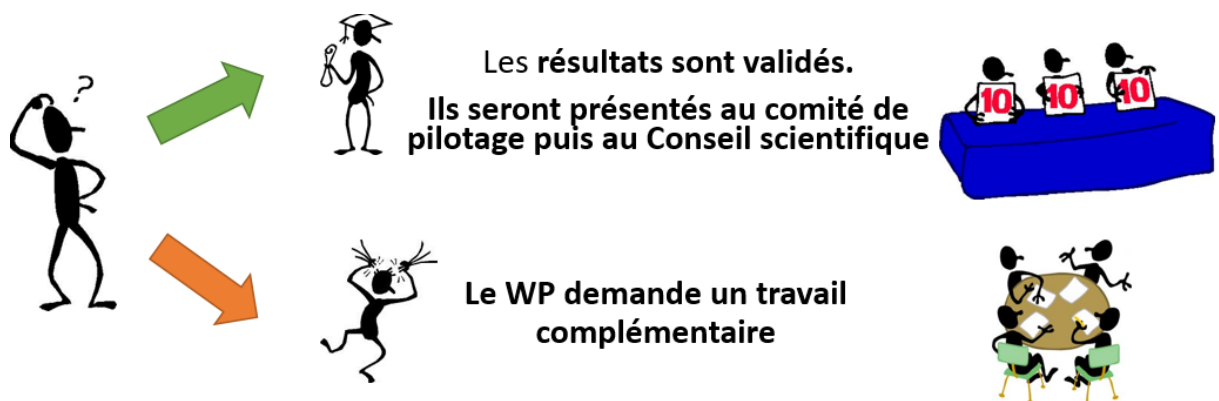 ?
Les résultats sont validés.
Ils seront présentés au comité de
pilotage puis au Conseil scientifique
10 10 10
Le WP demande un travail
complémentaire